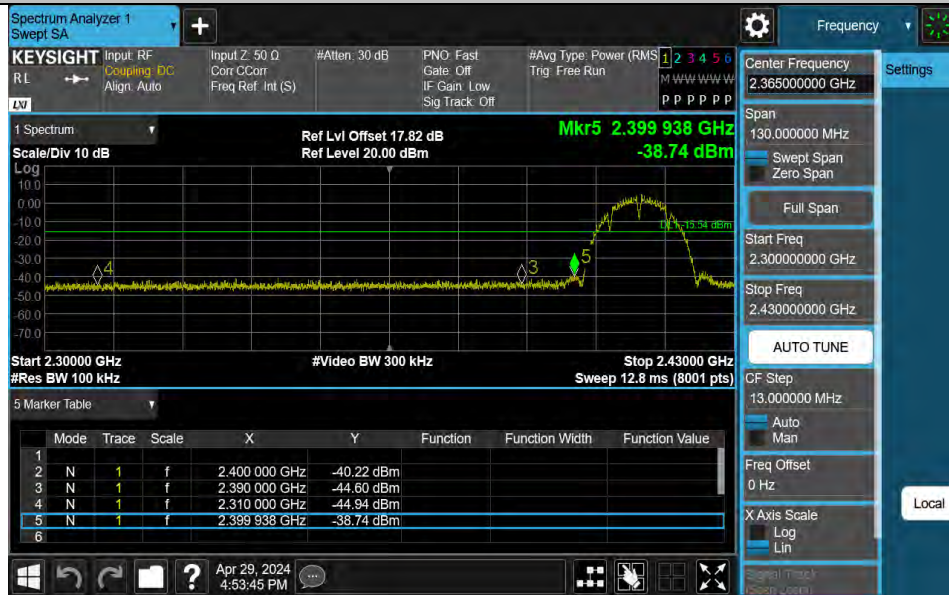 Spectrum Analyzer 1
Swept SA
+
Frequency
KEYSIGHT
RL
LXI
Input: RF
Coupling: DC
Align: Auto
Input Z: 50 Ω
Corr CCorr
Freq Ref: Int (S)
#Atten: 30 dB
PNO: Fast
Gate: Off
IF Gain: Low
Sig Track: Off
#Avg Type: Power (RMS
Trig: Free Run
1 2 3 4 5 6
M W W W W W
P P P P P P
1 Spectrum
Scale/Div 10 dB
Ref Lvl Offset 17.82 dB
Ref Level 20.00 dBm
Mkr5 2.399 938 GHz
-38.74 dBm
Log
10.0
0.00
-10.0
-20.0
-30.0
-40.0
-50.0
-60.0
-70.0
-15.54 dBm
4
3
5
Start 2.30000 GHz
#Res BW 100 kHz
#Video BW 300 kHz
Stop 2.43000 GHz
Sweep 12.8 ms (8001 pts)
5 Marker Table
Mode Trace Scale X Y Function Function Width Function Value
1
2 N 1 f 2.400 000 GHz -40.22 dBm
3 N 1 f 2.390 000 GHz -44.60 dBm
4 N 1 f 2.310 000 GHz -44.94 dBm
5 N 1 f 2.399 938 GHz -38.74 dBm
6
?
Apr 29, 2024
4:53:45 PM
Center Frequency
2.365000000 GHz
Span
130.000000 MHz
Swept Span
Zero Span
Full Span
Start Freq
2.300000000 GHz
Stop Freq
2.430000000 GHz
AUTO TUNE
CF Step
13.000000 MHz
Auto
Man
Freq Offset
0 Hz
X Axis Scale
Log
Lin
Signal Track
(Span Zoom)
Settings
Local